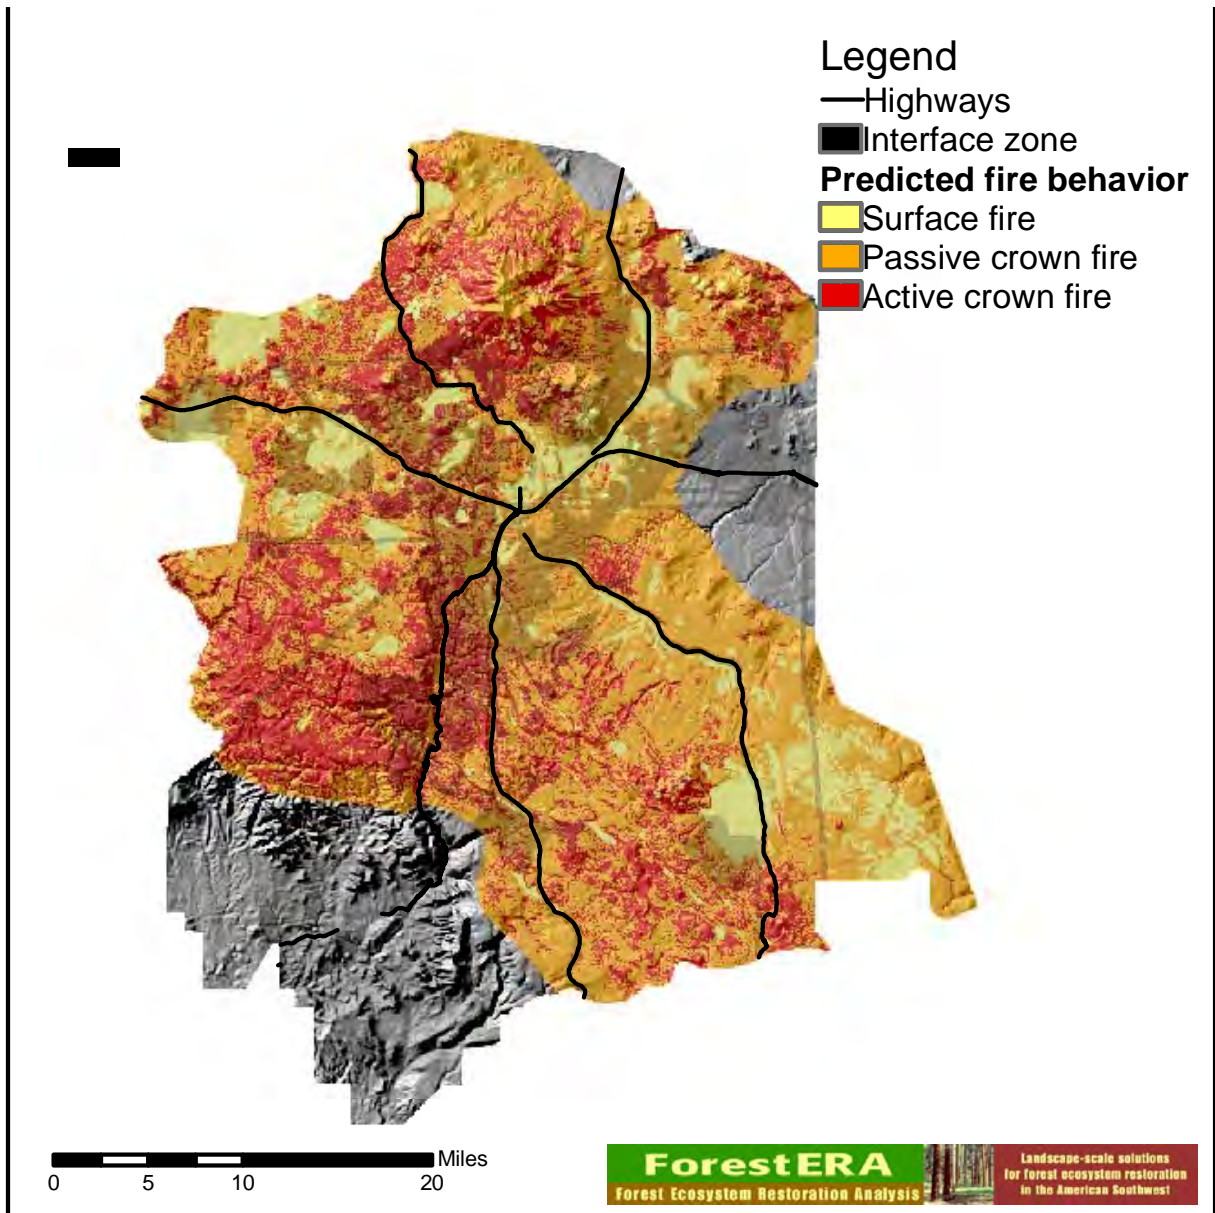 Legend
Highways
Interface zone
Predicted fire behavior
Surface fire
Passive crown fire
Active crown fire
Miles
0 5 10 20
ForestERA
Forest Ecosystem Restoration Analysis
Landscape-scale solutions
for forest ecosystem restoration
in the American Southwest